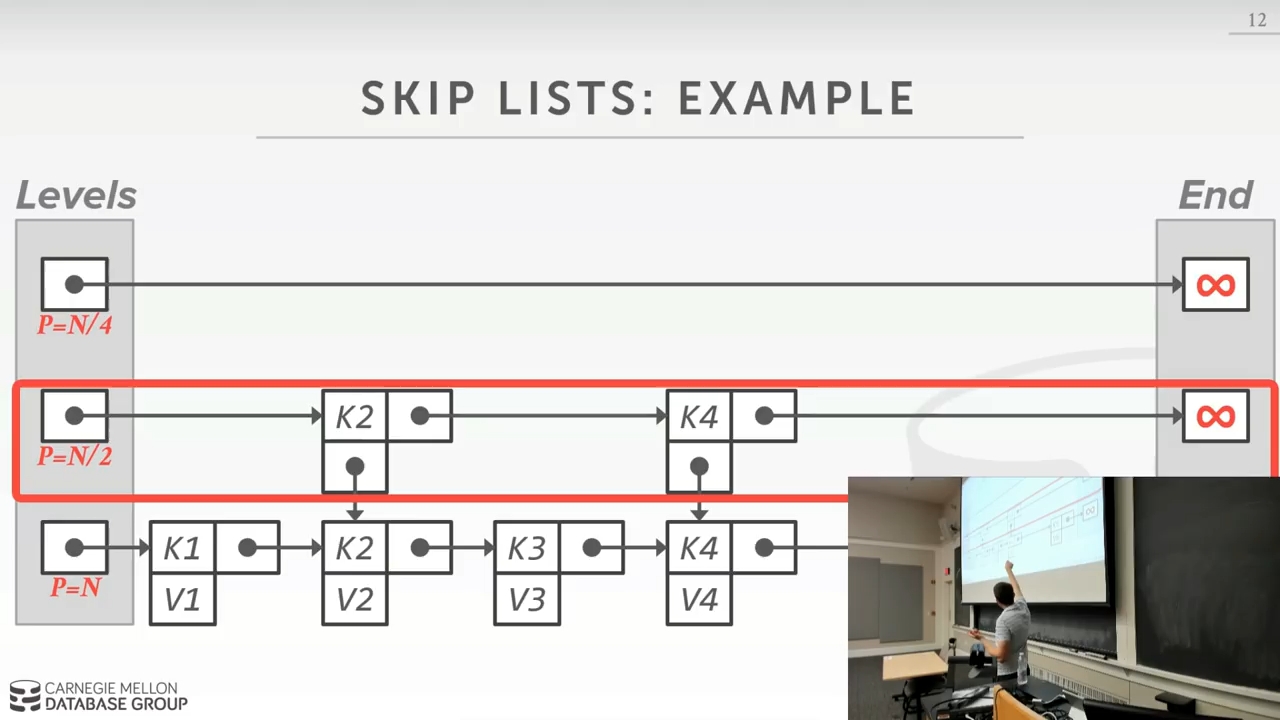 12
SKIP LISTS: EXAMPLE
Levels
End
∞
P=N/4
K2
K4
∞
P=N/2
K1
K2
K3
K4
P=N
V1
V2
V3
V4
CARNEGIE MELLON
DATABASE GROUP